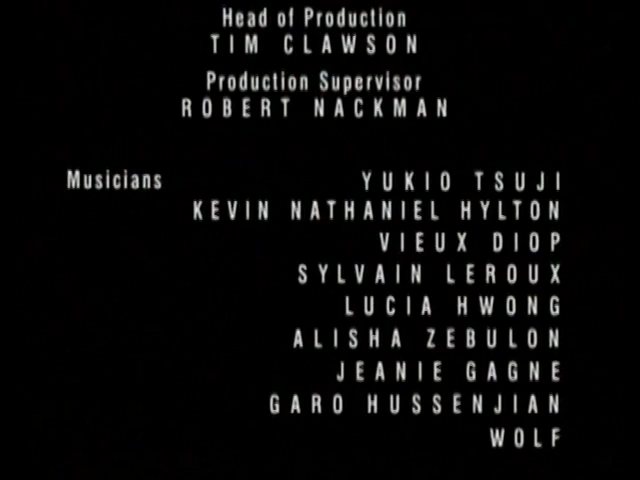 Head of Production
TIM CLAWSON
Production Supervisor
ROBERT NACKMAN
Musicians YUKIO TSUJI
KEVIN NATHANIEL HYLTON
VIEUX DIOP
SYLVAIN LEROUX
LUCIA HWONG
ALISHA ZEBULON
JEANIE GAGNE
GARO HUSSENJIAN
WOLF